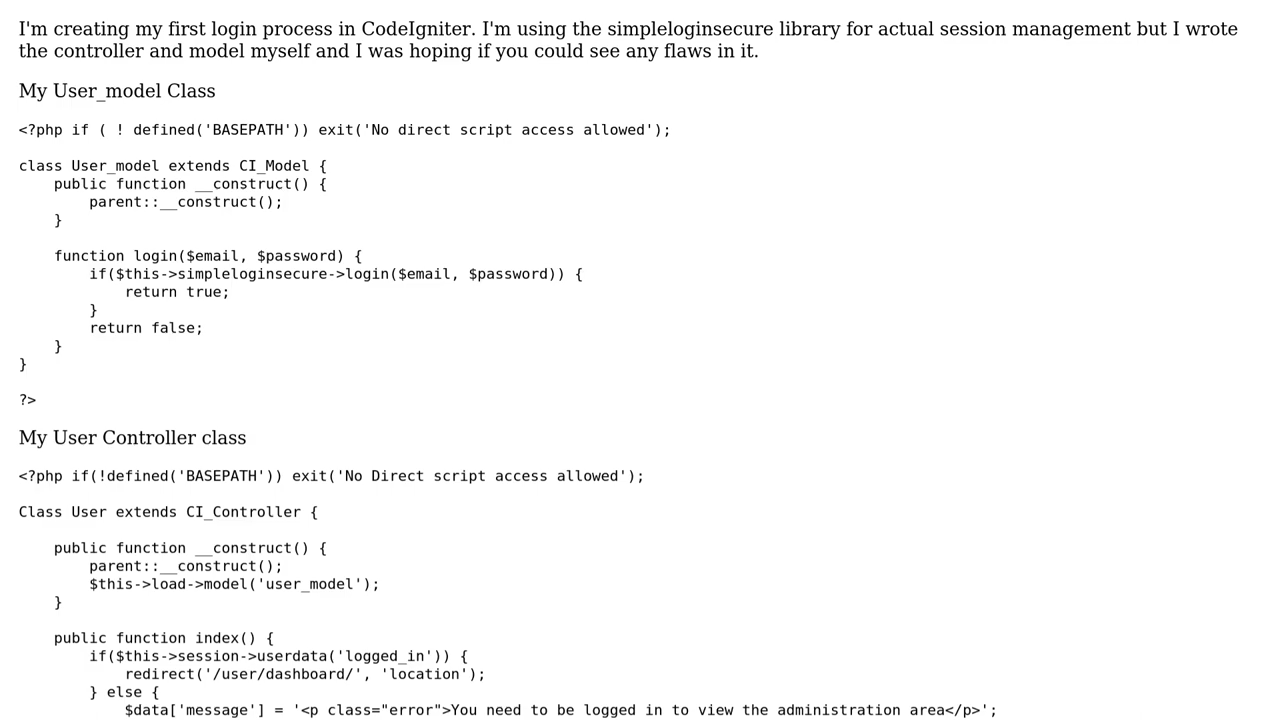 I'm creating my first login process in CodeIgniter. I'm using the simpleloginsecure library for actual session management but I wrote
the controller and model myself and I was hoping if you could see any flaws in it.
My User_model Class
<?php if ( ! defined('BASEPATH')) exit('No direct script access allowed');
class User_model extends CI_Model {
    public function __construct() {
        parent::__construct();
    }
    function login($email, $password) {
        if($this->simpleloginsecure->login($email, $password)) {
            return true;
        }
        return false;
    }
}
?>
My User Controller class
<?php if(!defined('BASEPATH')) exit('No Direct script access allowed');
Class User extends CI_Controller {
    public function __construct() {
        parent::__construct();
        $this->load->model('user_model');
    }
    public function index() {
        if($this->session->userdata('logged_in')) {
            redirect('/user/dashboard/', 'location');
        } else {
            $data['message'] = '<p class="error">You need to be logged in to view the administration area</p>';